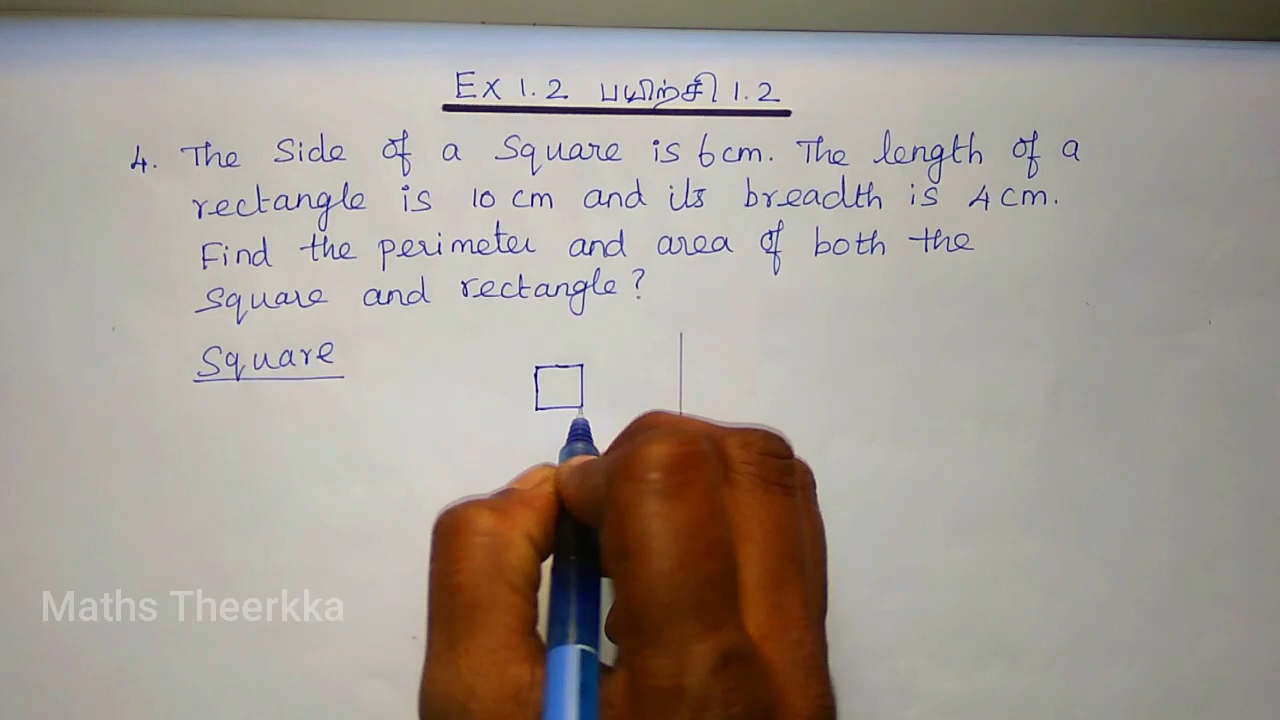 Ex 1.2 பயிற்சி 1.2
4. The Side of a Square is 6cm. The length of a
rectangle is 10 cm and its breadth is 4 cm.
Find the perimeter and area of both the
Square and rectangle?
Square
Maths Theerkka